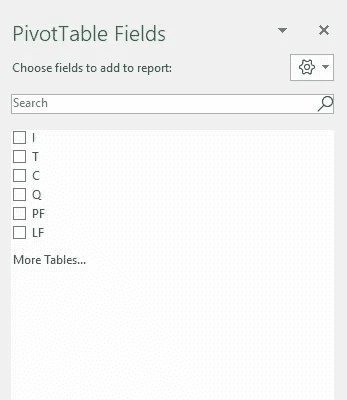 PivotTable Fields
Choose fields to add to report:
Search
I
T
C
Q
PF
LF
More Tables...